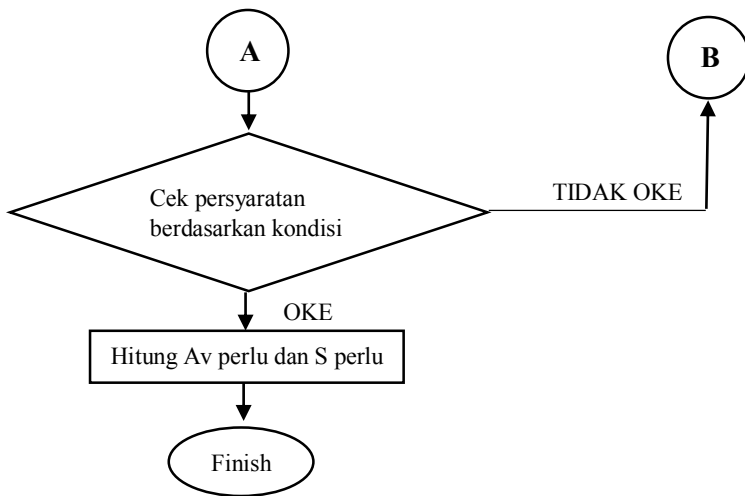 A
B
Cek persyaratan
berdasarkan kondisi
TIDAK OKE
OKE
Hitung Av perlu dan S perlu
Finish